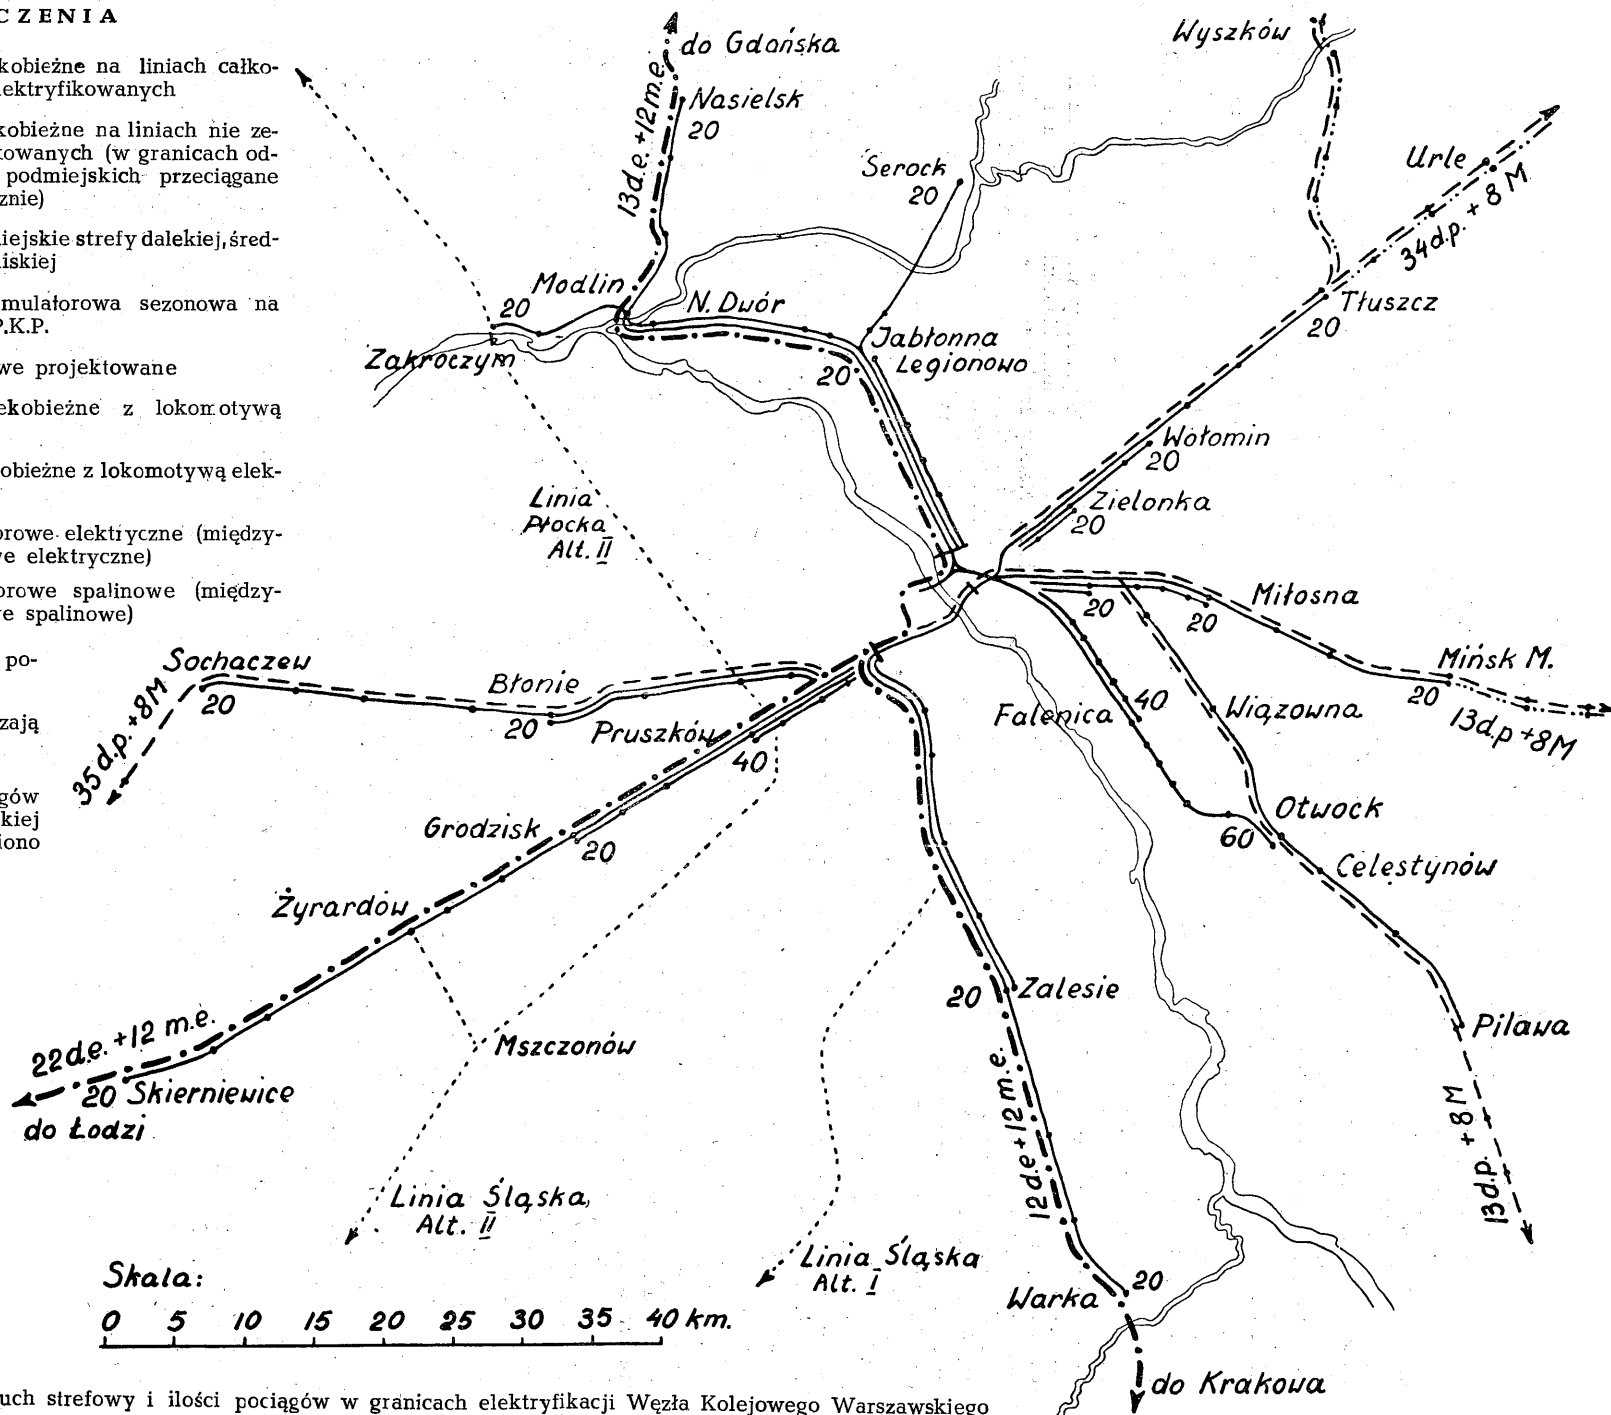 CZENIA
kobieżne na liniach całko-
lektryfikowanych
kobieżne na liniach nie ze-
kowanych (w granicach od-
podmiejskich przeciągane
znie)
iejskie strefy dalekiej, śred-
iskiej
mulatorowa sezonowa na
P.K.P.
we projektowane
ekobieżne z lokomotywą
obieżne z lokomotywą elek-
orowe elektryczne (między-
ve elektryczne)
orowe spalinowe (między-
ve spalinowe)
po-
zają
gów
kiej
iono
do Gdańska
13d.e.+12m.e.
Nasielsk
20
Wyszków
Serock
20
Urle
34d.p.+8M
Modlin
20
N. Dwór
Zakroczym
Jabłonna
Legionowo
20
Tłuszcz
20
Wołomin
20
Zielonka
20
Linia
Płocka
Alt. II
20
20
Miłosna
Mińsk M.
20
13d.p+8M
Sochaczew
20
35d.p.+8M
Błonie
20
Pruszków
40
Falenica
40
Wiązowna
Otwock
60
Celestynów
Grodzisk
20
Żyrardów
22d.e.+12 m.e.
20 Skierniewice
do Łodzi
Mszczonów
20
Zalesie
12d.e+12m.e.
Pilawa
13d.p.+8M
Linia Śląska
Alt. II
Linia Śląska
Alt. I
Warka
20
do Krakowa
Skala:
0 5 10 15 20 25 30 35 40 km.
uch strefowy i ilości pociągów w granicach elektryfikacji Węzła Kolejowego Warszawskiego